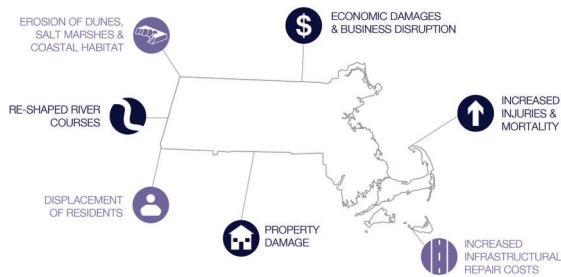 EROSION OF DUNES,
SALT MARSHES &
COASTAL HABITAT
$
ECONOMIC DAMAGES
& BUSINESS DISRUPTION
RE-SHAPED RIVER
COURSES
INCREASED
INJURIES &
MORTALITY
DISPLACEMENT
OF RESIDENTS
PROPERTY
DAMAGE
INCREASED
INFRASTRUCTURAL
REPAIR COSTS